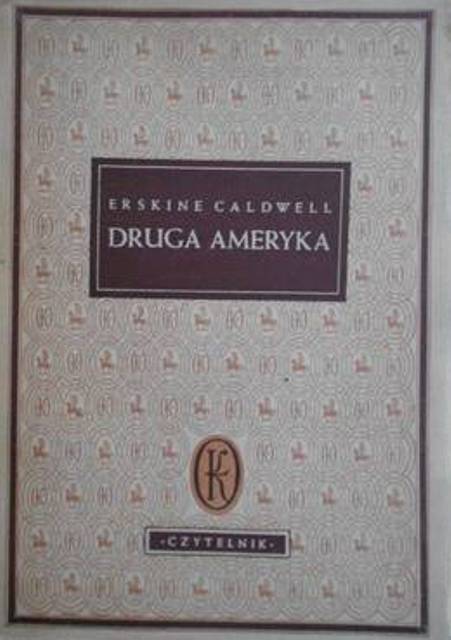 ERSKINE CALDWELL
DRUGA AMERYKA
K
·CZYTELNIK·